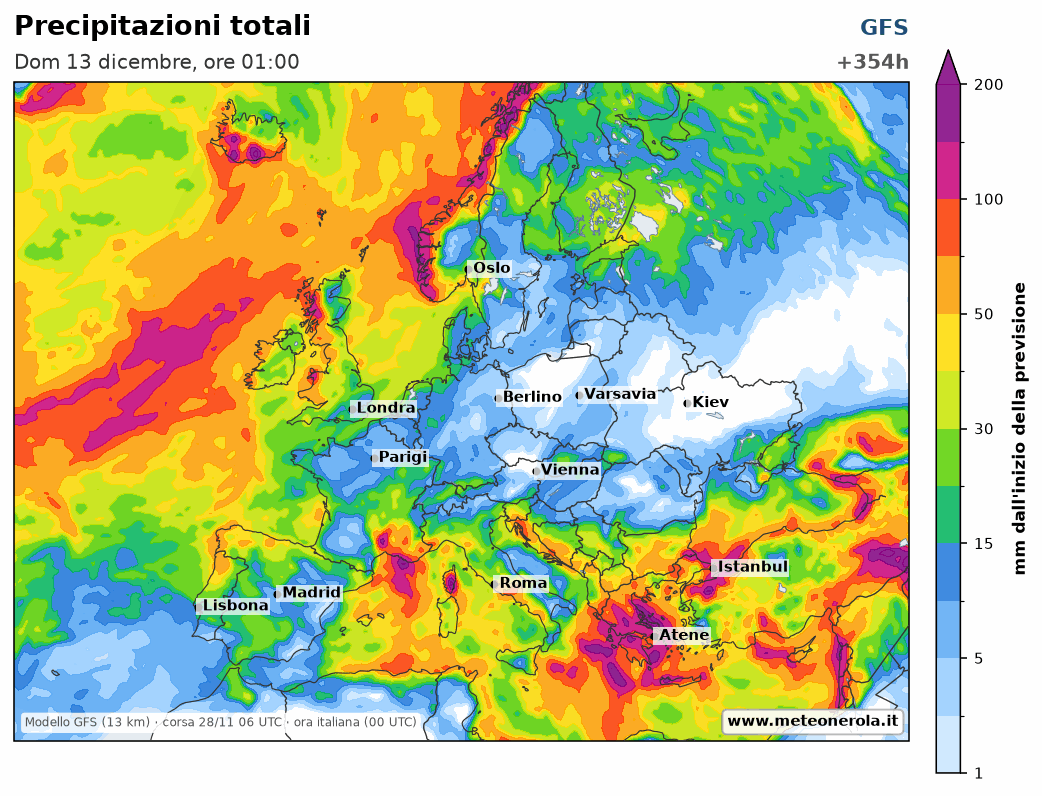 Precipitazioni totali
GFS
Dom 13 dicembre, ore 01:00
+354h
200
100
50
30
15
5
1
mm dall'inizio della previsione
Oslo
Berlino
Varsavia
Kiev
Londra
Parigi
Vienna
Istanbul
Roma
Madrid
Lisbona
Atene
Modello GFS (13 km) · corsa 28/11 06 UTC · ora italiana (00 UTC)
www.meteonerola.it